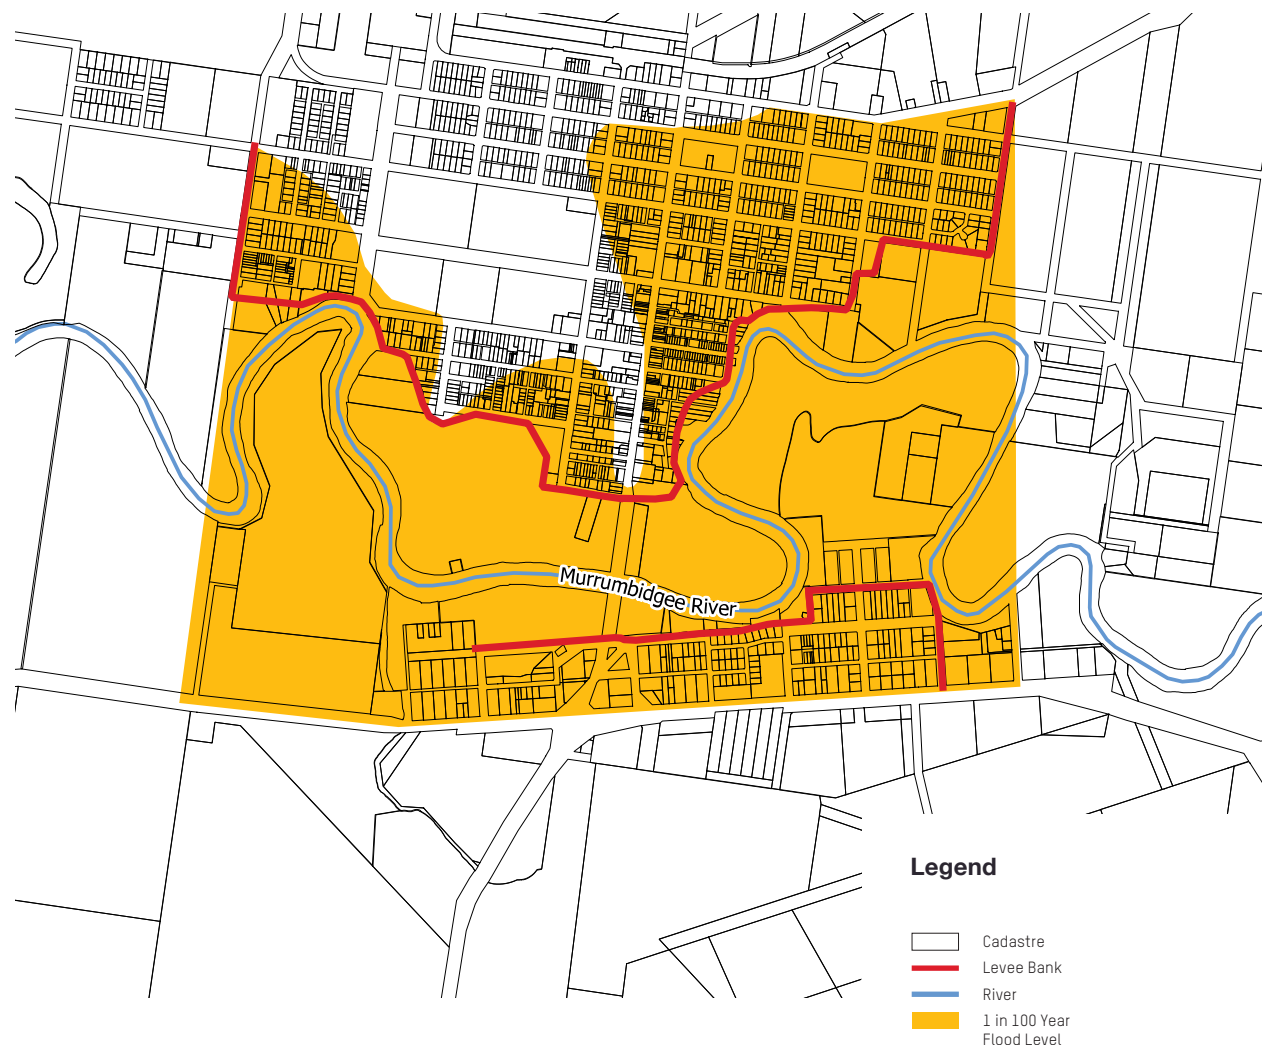 Murrumbidgee River
Legend
Cadastre
Levee Bank
River
1 in 100 Year
Flood Level